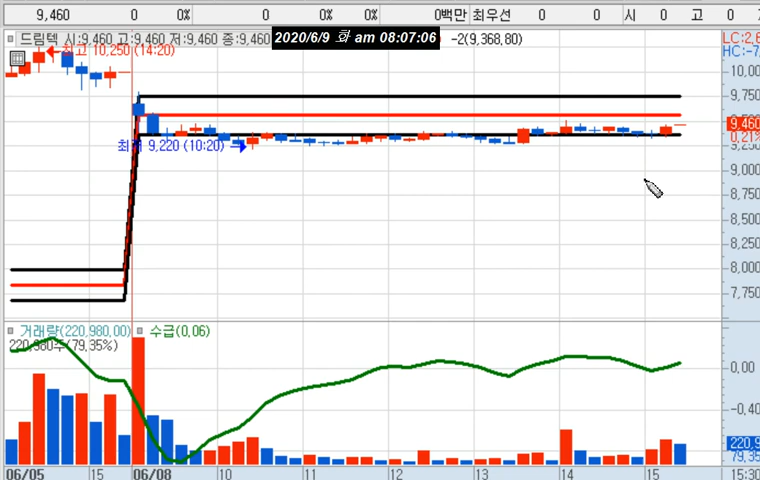 9,460 0 0% 0 0% 0% 0백만 최우선 0 0 시 0 고 0
드림텍 시:9,460 고:9,460 저:9,460 종:9,460 2020/6/9 화 am 08:07:06 -2(9,368,80) LC:2,
최고 10,250 (14:20) HC:-7,
10,00
9,750
9,460
0,21%
9,250
최저 9,220 (10:20)
9,000
8,750
8,500
8,250
8,000
7,750
거래량(220,980,00) 수급(0,06)
220,980주(79,35%)
0,00
-0,40
220,9
79,35
06/05 15 06/08 10 11 12 13 14 15 15:30